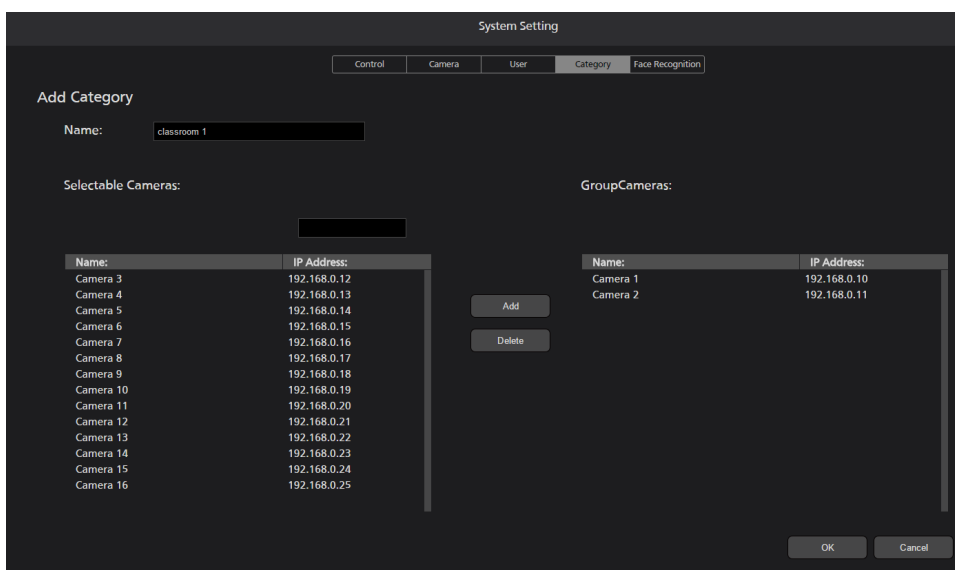 System Setting
Control Camera User Category Face Recognition
Add Category
Name: classroom 1
Selectable Cameras: GroupCameras:
Name: IP Address: Name: IP Address:
Camera 3 192.168.0.12 Camera 1 192.168.0.10
Camera 4 192.168.0.13 Camera 2 192.168.0.11
Camera 5 192.168.0.14
Add
Camera 6 192.168.0.15
Camera 7 192.168.0.16
Delete
Camera 8 192.168.0.17
Camera 9 192.168.0.18
Camera 10 192.168.0.19
Camera 11 192.168.0.20
Camera 12 192.168.0.21
Camera 13 192.168.0.22
Camera 14 192.168.0.23
Camera 15 192.168.0.24
Camera 16 192.168.0.25
OK Cancel